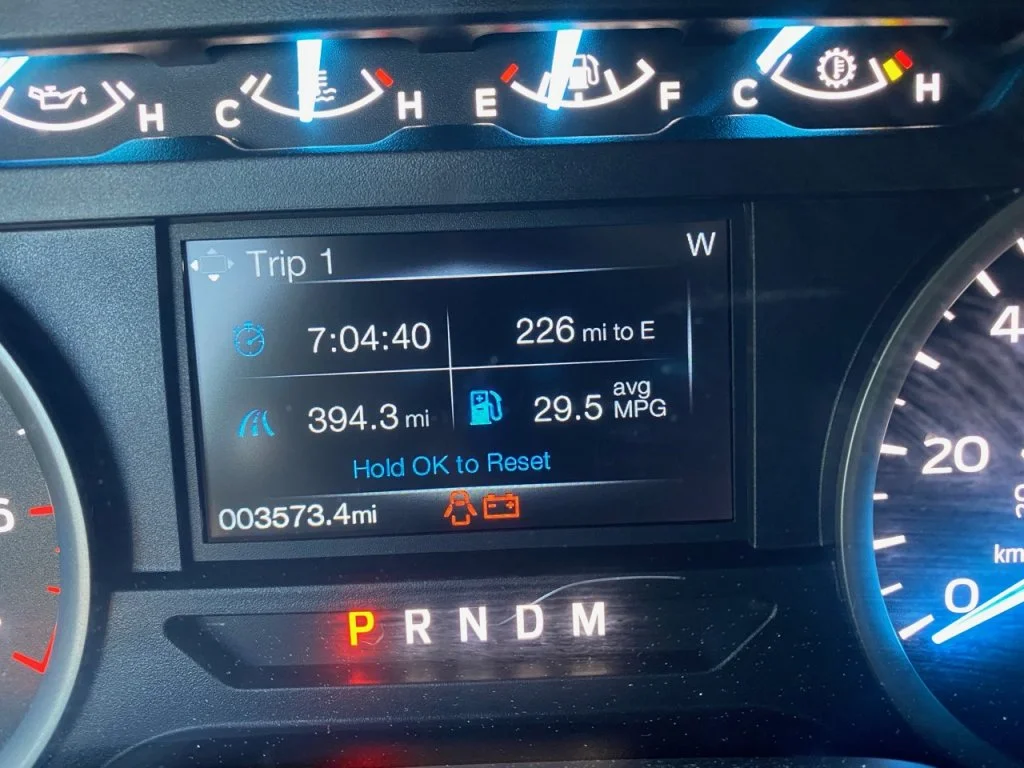 H
C H
E F
C H
Trip 1 W
7:04:40 226 mi to E
394.3 mi 29.5 avg MPG
Hold OK to Reset
003573.4mi
P R N D M
6
4
20
0
km